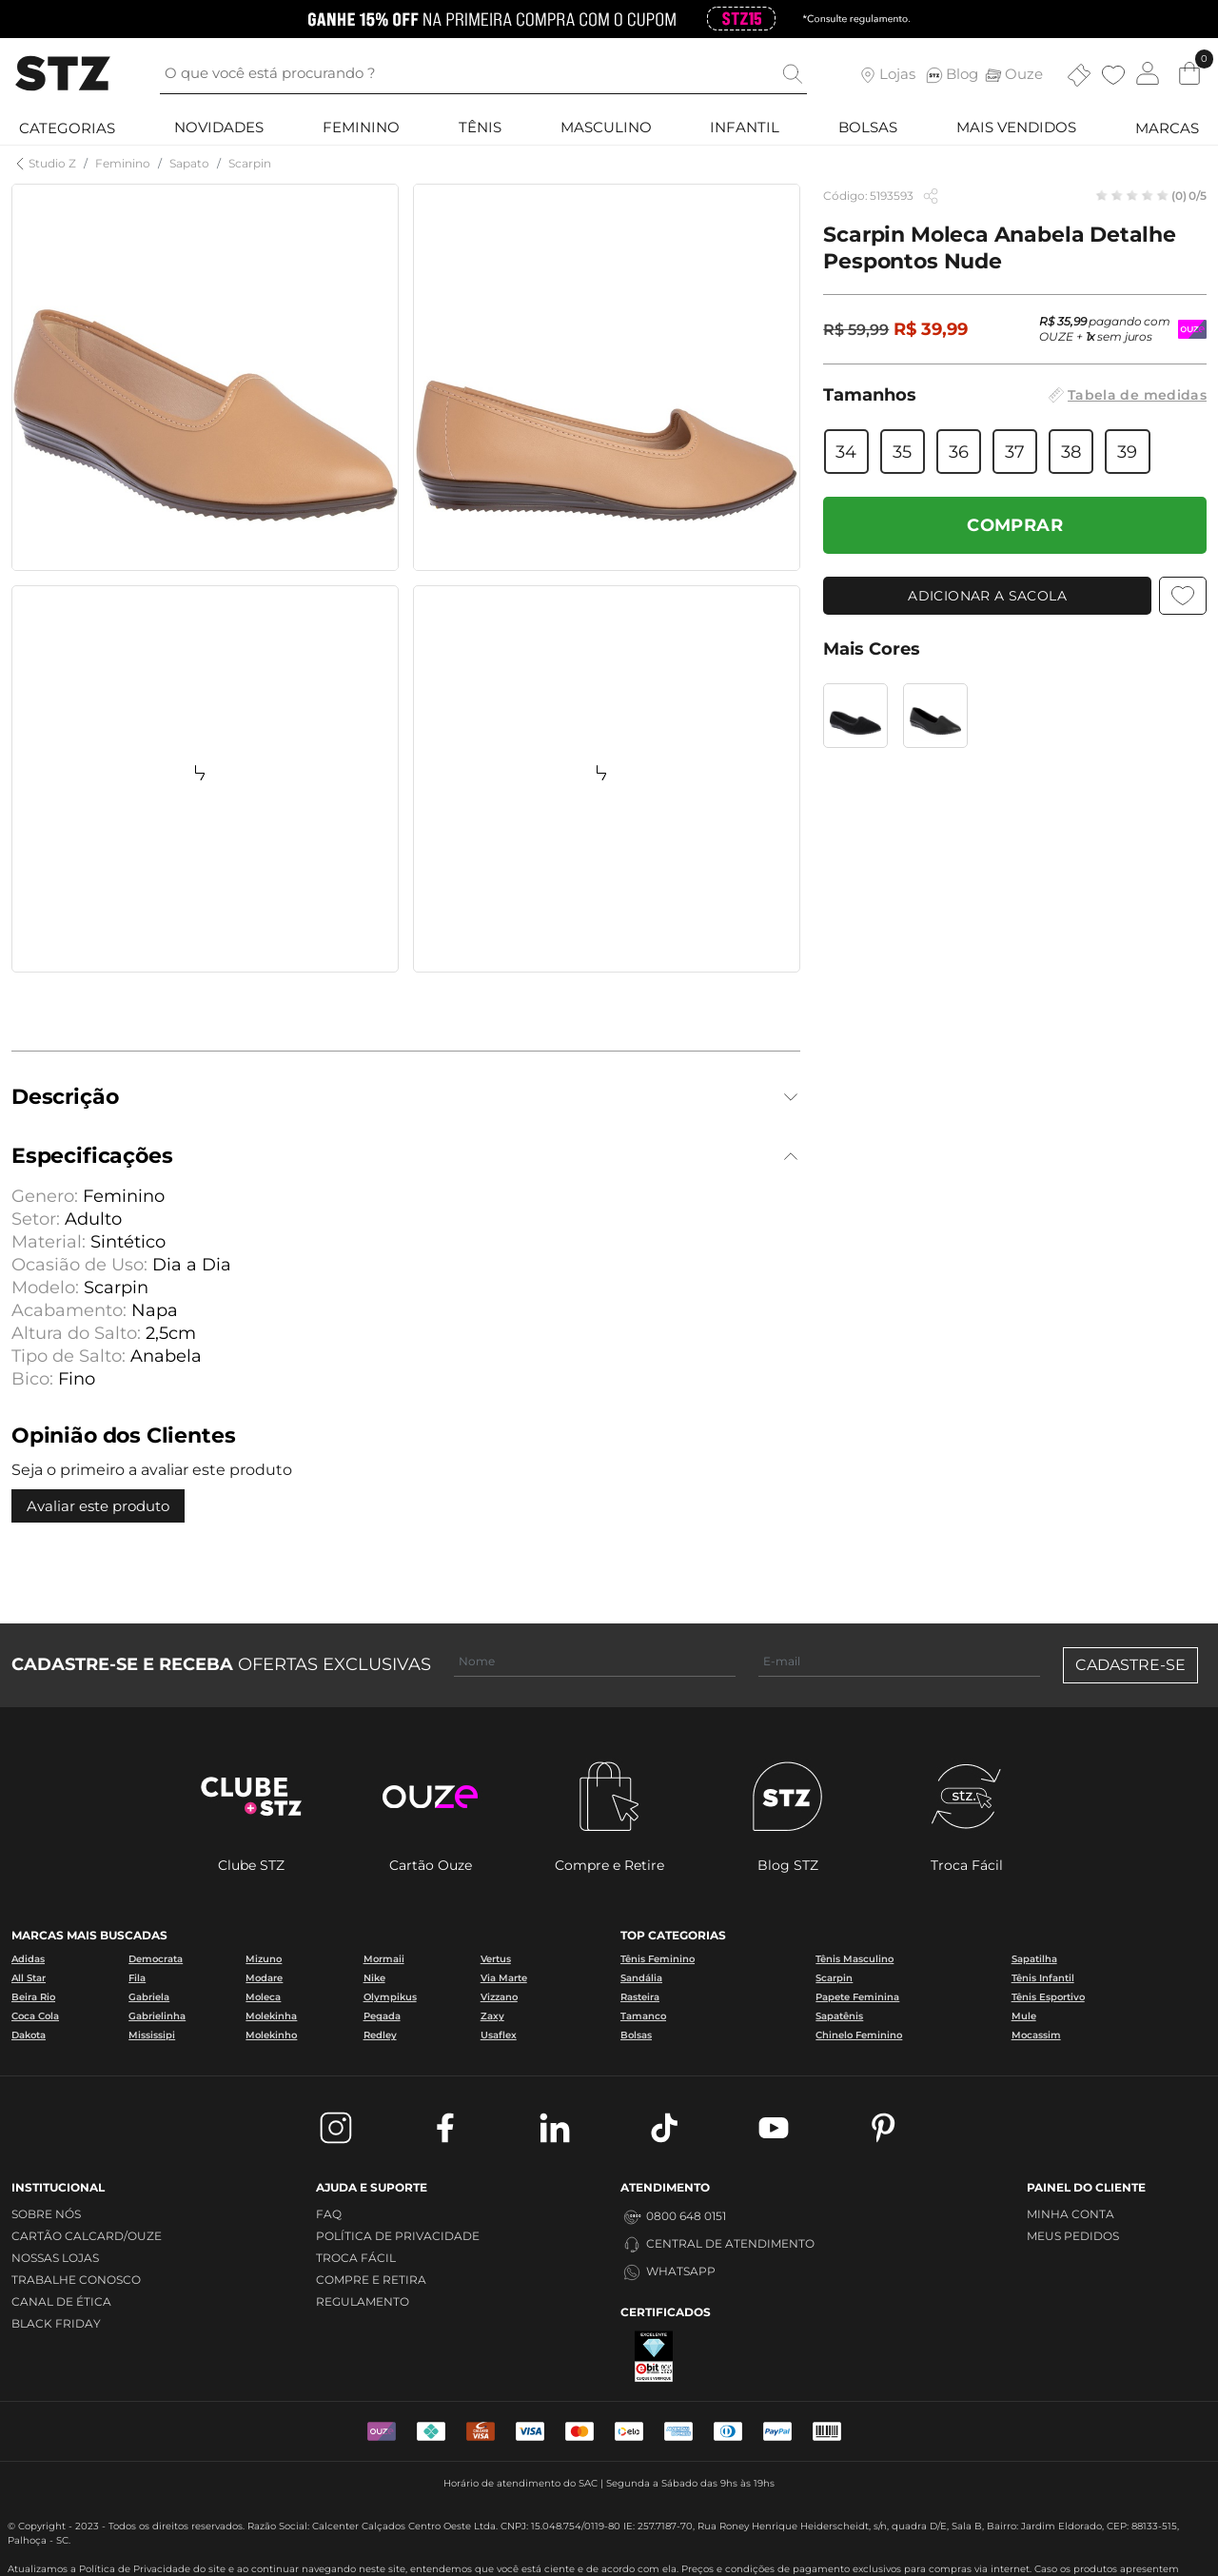 GANHE 15% OFF NA PRIMEIRA COMPRA COM O CUPOM STZ15 *Consulte regulamento.
STZ
O que você está procurando ?
Lojas
STZ Blog
Ouze
0
CATEGORIAS NOVIDADES FEMININO TÊNIS MASCULINO INFANTIL BOLSAS MAIS VENDIDOS MARCAS
Studio Z / Feminino / Sapato / Scarpin
Código: 5193593
(0) 0/5
Scarpin Moleca Anabela Detalhe
Pespontos Nude
R$ 59,99 R$ 39,99
R$ 35,99 pagando com
OUZE + 1x sem juros
OUZ
Tamanhos
Tabela de medidas
34 35 36 37 38 39
COMPRAR
ADICIONAR A SACOLA
Mais Cores
Descrição
Especificações
Genero: Feminino
Setor: Adulto
Material: Sintético
Ocasião de Uso: Dia a Dia
Modelo: Scarpin
Acabamento: Napa
Altura do Salto: 2,5cm
Tipo de Salto: Anabela
Bico: Fino
Opinião dos Clientes
Seja o primeiro a avaliar este produto
Avaliar este produto
CADASTRE-SE E RECEBA OFERTAS EXCLUSIVAS
Nome
E-mail
CADASTRE-SE
CLUBE
+STZ
ouze
STZ
stz.
Clube STZ
Cartão Ouze
Compre e Retire
Blog STZ
Troca Fácil
MARCAS MAIS BUSCADAS
Adidas Democrata Mizuno Mormaii Vertus
All Star Fila Modare Nike Via Marte
Beira Rio Gabriela Moleca Olympikus Vizzano
Coca Cola Gabrielinha Molekinha Pegada Zaxy
Dakota Mississipi Molekinho Redley Usaflex
TOP CATEGORIAS
Tênis Feminino Tênis Masculino Sapatilha
Sandália Scarpin Tênis Infantil
Rasteira Papete Feminina Tênis Esportivo
Tamanco Sapatênis Mule
Bolsas Chinelo Feminino Mocassim
INSTITUCIONAL
SOBRE NÓS
CARTÃO CALCARD/OUZE
NOSSAS LOJAS
TRABALHE CONOSCO
CANAL DE ÉTICA
BLACK FRIDAY
AJUDA E SUPORTE
FAQ
POLÍTICA DE PRIVACIDADE
TROCA FÁCIL
COMPRE E RETIRA
REGULAMENTO
ATENDIMENTO
0800 648 0151
CENTRAL DE ATENDIMENTO
WHATSAPP
CERTIFICADOS
EXCELENTE
ebit
CLIQUE E VERIFIQUE
PAINEL DO CLIENTE
MINHA CONTA
MEUS PEDIDOS
OUZ
VISA
VISA
elo
PayPal
Horário de atendimento do SAC | Segunda a Sábado das 9hs às 19hs
© Copyright - 2023 - Todos os direitos reservados. Razão Social: Calcenter Calçados Centro Oeste Ltda. CNPJ: 15.048.754/0119-80 IE: 257.7187-70, Rua Roney Henrique Heiderscheidt, s/n, quadra D/E, Sala B, Bairro: Jardim Eldorado, CEP: 88133-515,
Palhoça - SC.
Atualizamos a Política de Privacidade do site e ao continuar navegando neste site, entendemos que você está ciente e de acordo com ela. Preços e condições de pagamento exclusivos para compras via internet. Caso os produtos apresentem